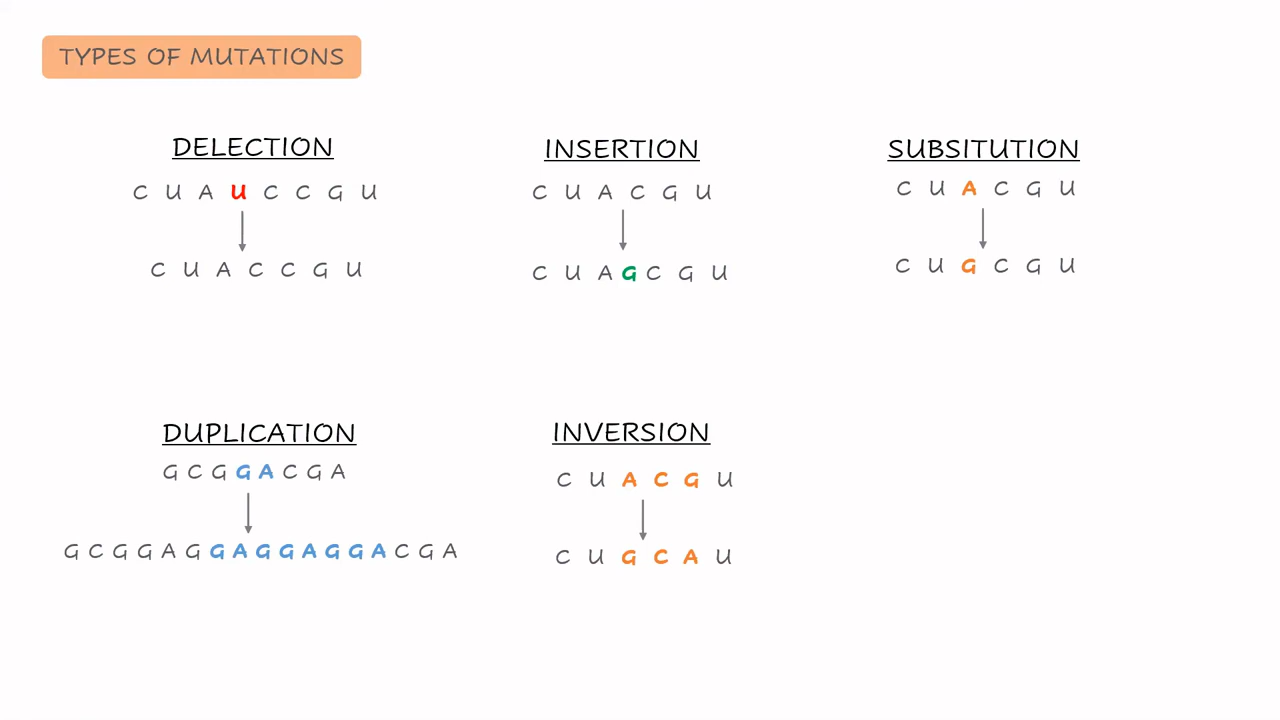 TYPES OF MUTATIONS
DELECTION
C U A U C C G U
C U A C C G U
INSERTION
C U A C G U
C U A G C G U
SUBSITUTION
C U A C G U
C U G C G U
DUPLICATION
G C G G A C G A
G C G G A G G A G G A G G A C G A
INVERSION
C U A C G U
C U G C A U